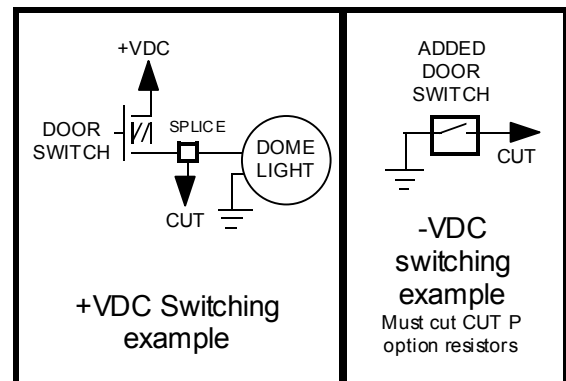 +VDC
DOOR
SWITCH
SPLICE
DOME
LIGHT
CUT
+VDC Switching
example
ADDED
DOOR
SWITCH
CUT
-VDC
switching
example
Must cut CUT P
option resistors